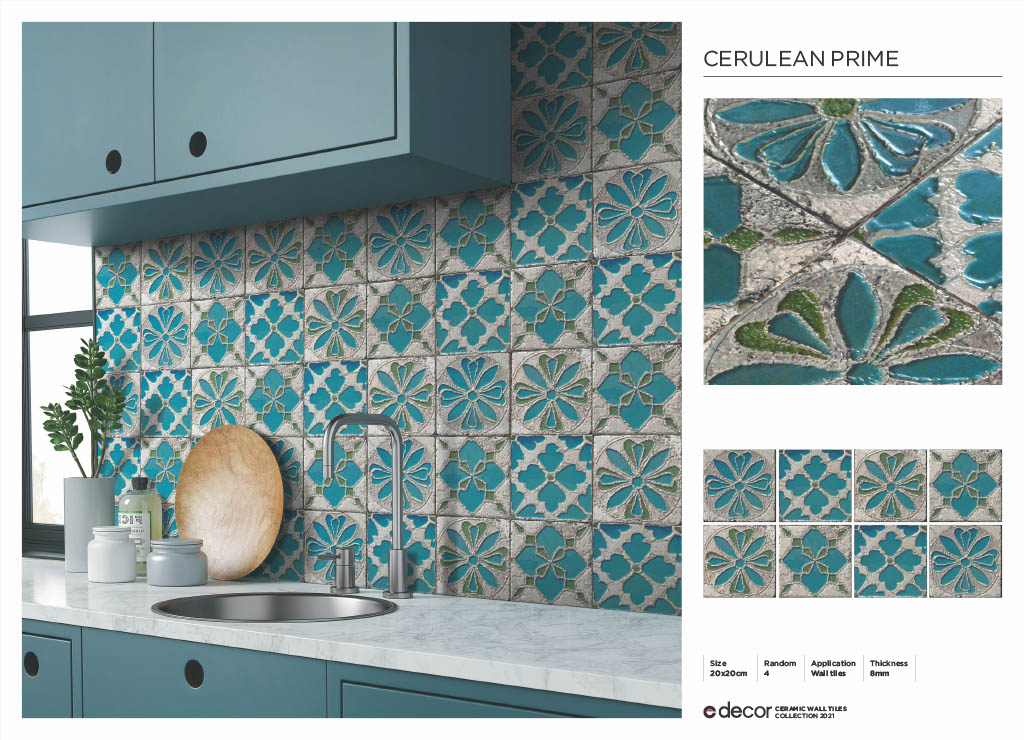 CERULEAN PRIME
Size
20x20cm
Random
4
Application
Wall tiles
Thickness
8mm
decor
CERAMIC WALL TILES
COLLECTION 2021